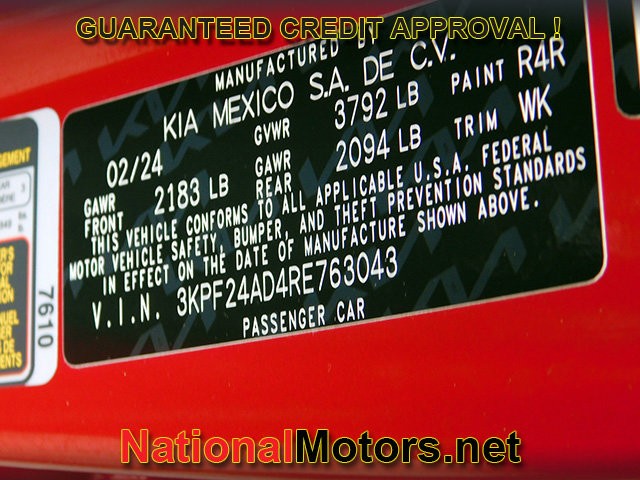 GUARANTEED CREDIT APPROVAL !
MANUFACTURED BY
KIA MEXICO S.A. DE C.V.
02/24 GVWR 3792 LB PAINT R4R
GAWR FRONT 2183 LB GAWR REAR 2094 LB TRIM WK
THIS VEHICLE CONFORMS TO ALL APPLICABLE U.S.A. FEDERAL
MOTOR VEHICLE SAFETY, BUMPER, AND THEFT PREVENTION STANDARDS
IN EFFECT ON THE DATE OF MANUFACTURE SHOWN ABOVE.
V.I.N. 3KPF24AD4RE763043
PASSENGER CAR
7610
NationalMotors.net